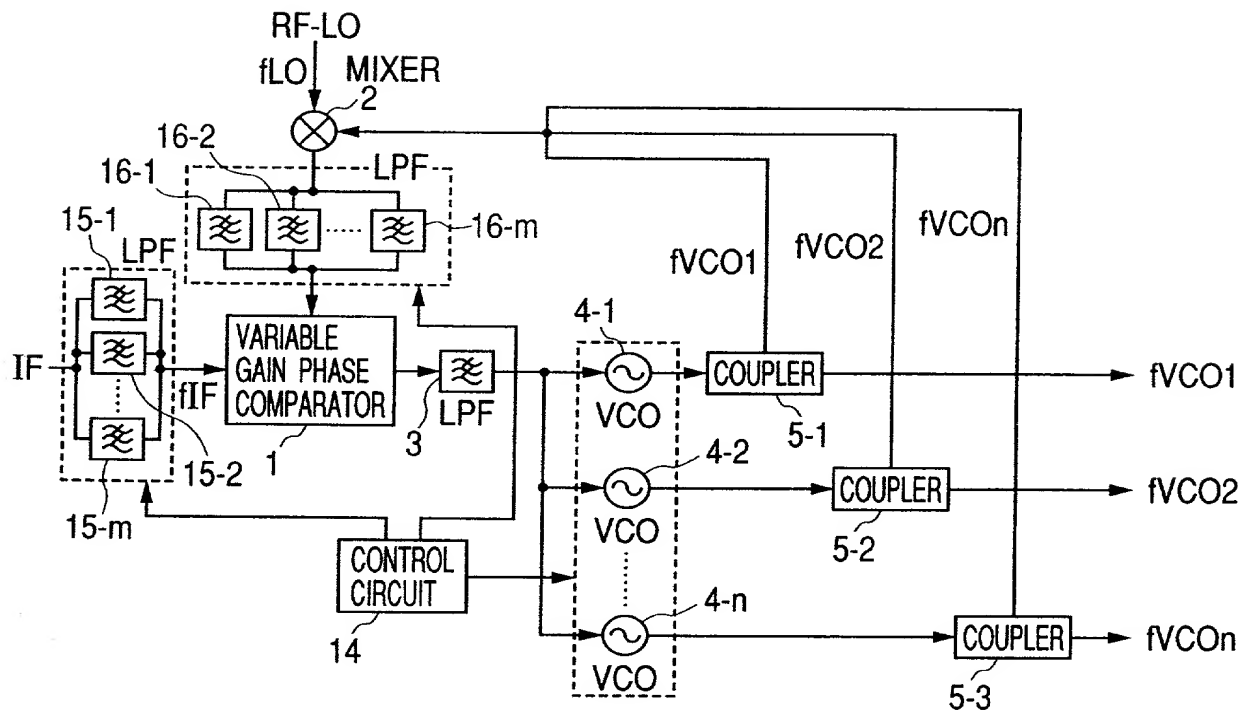 RF-LO
fLO
MIXER
2
16-2
LPF
16-1
16-m
15-1
LPF
fVCO1
fVCO2
fVCOn
VARIABLE
GAIN PHASE
COMPARATOR
1
IF
fIF
3
LPF
4-1
VCO
COUPLER
5-1
fVCO1
15-2
15-m
4-2
VCO
COUPLER
5-2
fVCO2
CONTROL
CIRCUIT
14
4-n
VCO
COUPLER
5-3
fVCOn